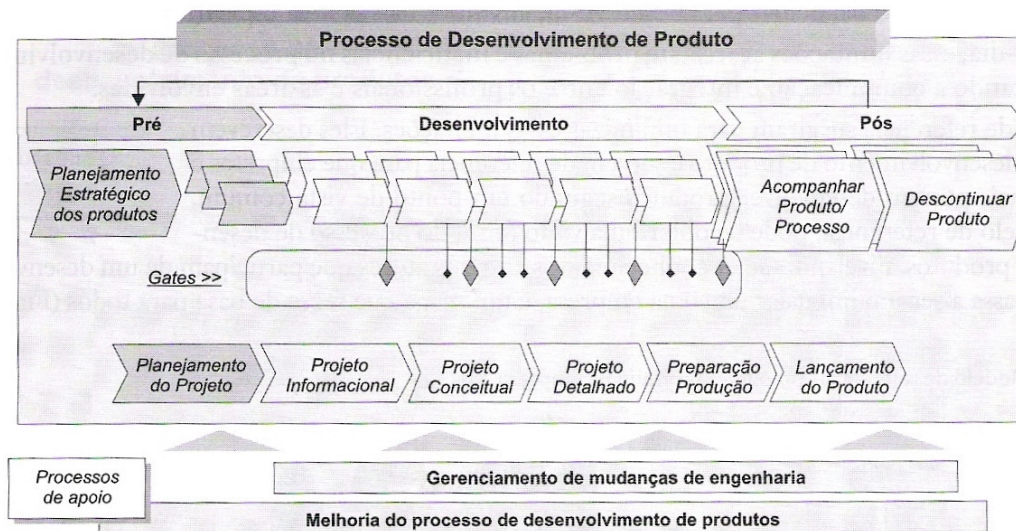 Processo de Desenvolvimento de Produto
Pré
Desenvolvimento
Pós
Planejamento
Estratégico
dos produtos
Acompanhar
Produto/
Processo
Descontinuar
Produto
Gates >>
Planejamento
do Projeto
Projeto
Informacional
Projeto
Conceitual
Projeto
Detalhado
Preparação
Produção
Lançamento
do Produto
Processos
de apoio
Gerenciamento de mudanças de engenharia
Melhoria do processo de desenvolvimento de produtos